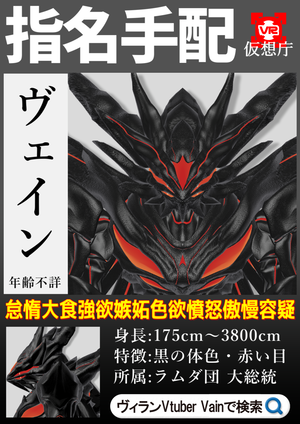 指名手配
VR
仮想庁
ヴェイン
年齢不詳
怠惰大食強欲嫉妬色欲憤怒傲慢容疑
身長:175cm〜3800cm
特徴:黒の体色・赤い目
所属:ラムダ団 大総統
ヴィランVtuber Vainで検索